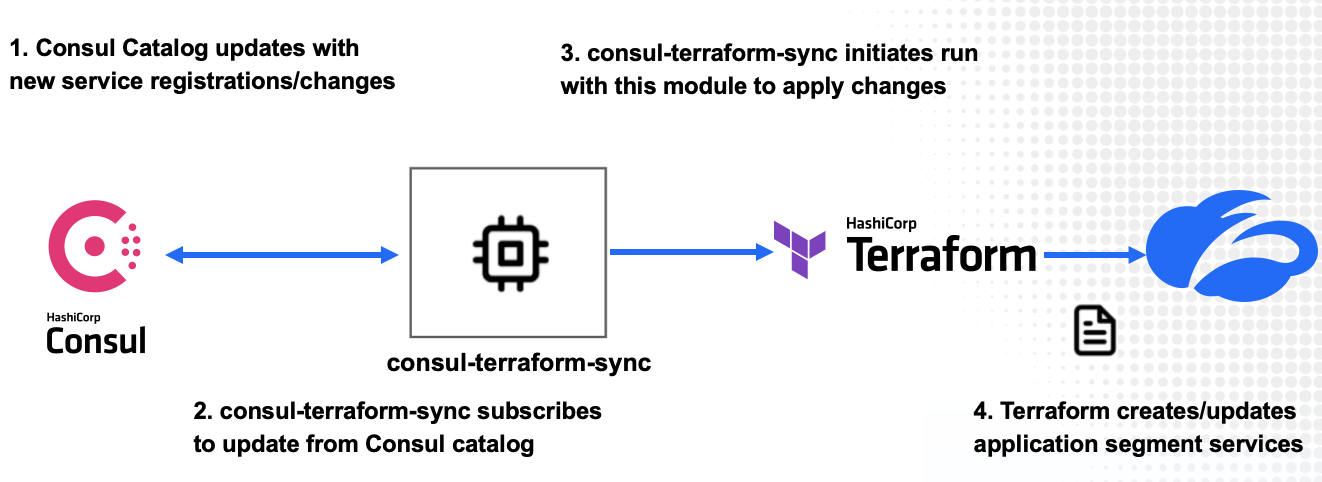 1. Consul Catalog updates with
new service registrations/changes
3. consul-terraform-sync initiates run
with this module to apply changes
HashiCorp
Consul
consul-terraform-sync
HashiCorp
Terraform
2. consul-terraform-sync subscribes
to update from Consul catalog
4. Terraform creates/updates
application segment services